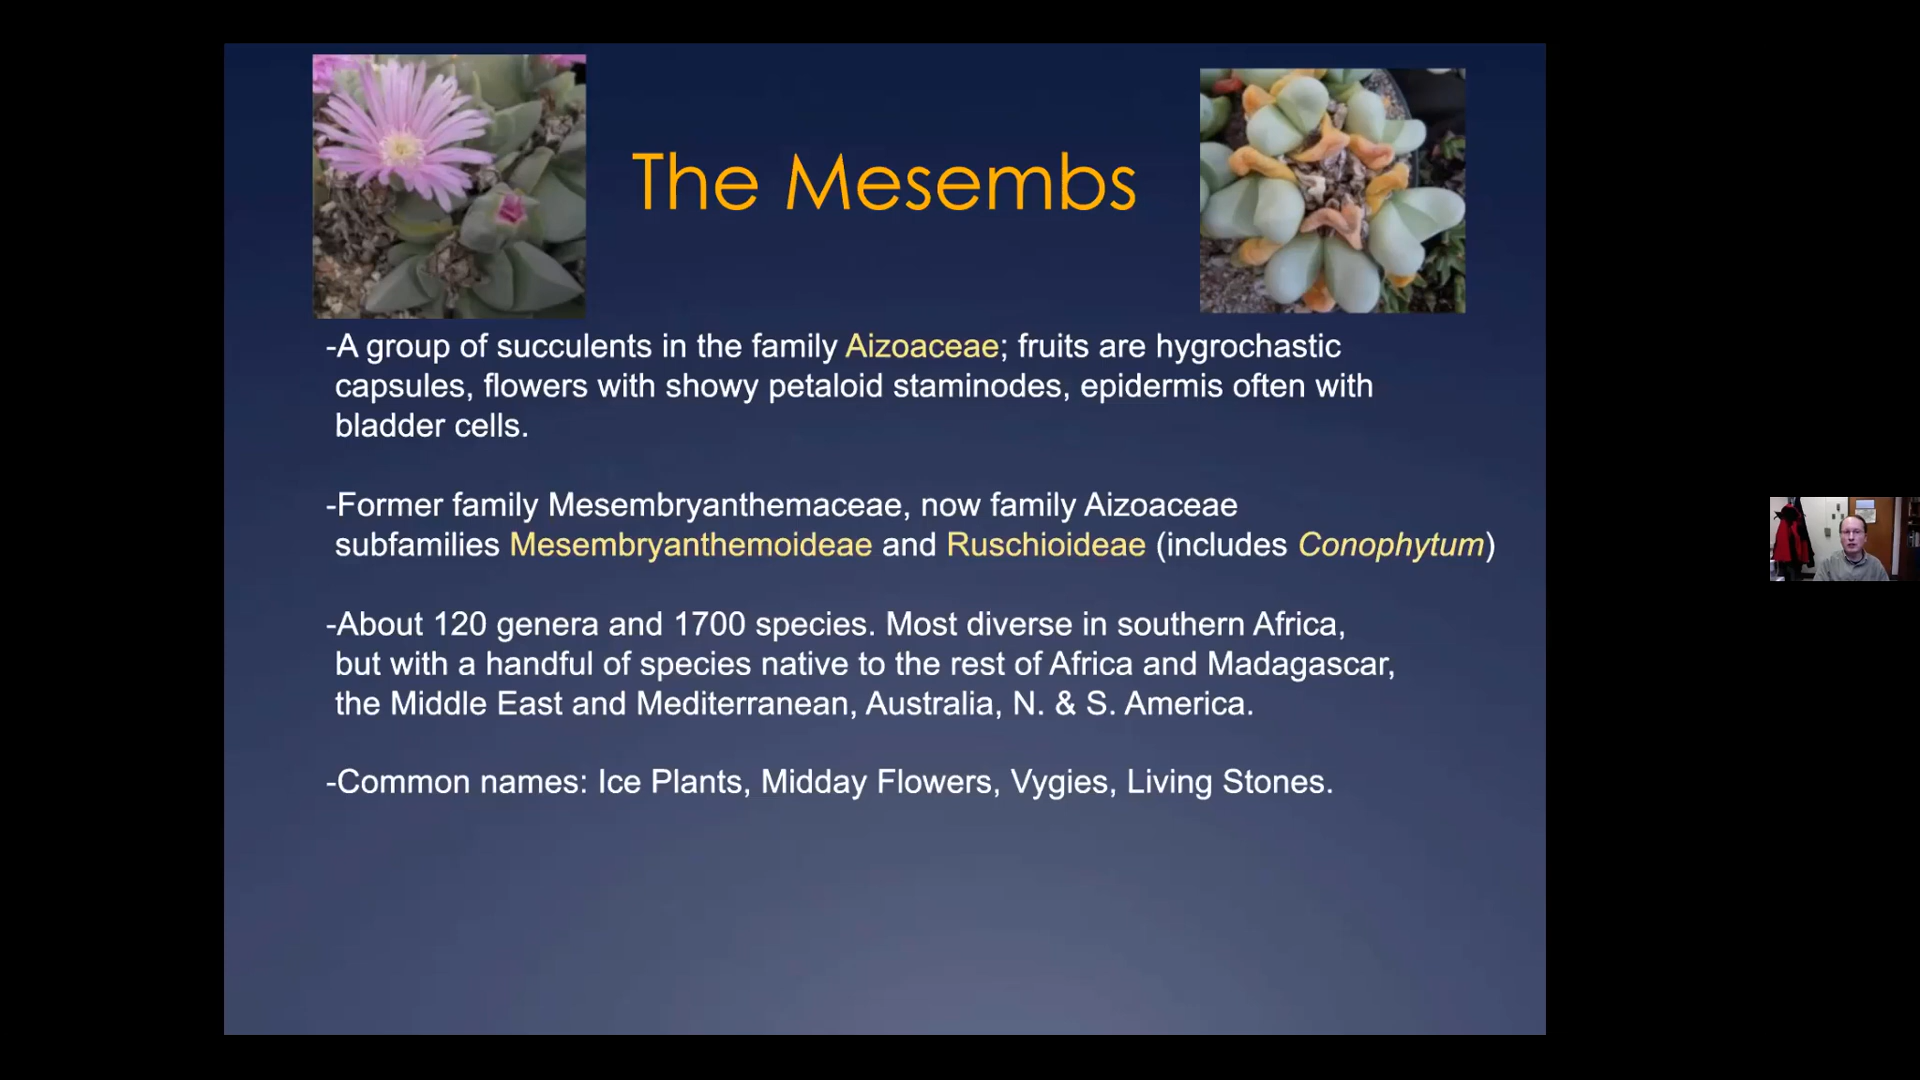 The Mesembs
-A group of succulents in the family Aizoaceae; fruits are hygrochastic
capsules, flowers with showy petaloid staminodes, epidermis often with
bladder cells.
-Former family Mesembryanthemaceae, now family Aizoaceae
subfamilies Mesembryanthemoideae and Ruschioideae (includes Conophytum)
-About 120 genera and 1700 species. Most diverse in southern Africa,
but with a handful of species native to the rest of Africa and Madagascar,
the Middle East and Mediterranean, Australia, N. & S. America.
-Common names: Ice Plants, Midday Flowers, Vygies, Living Stones.